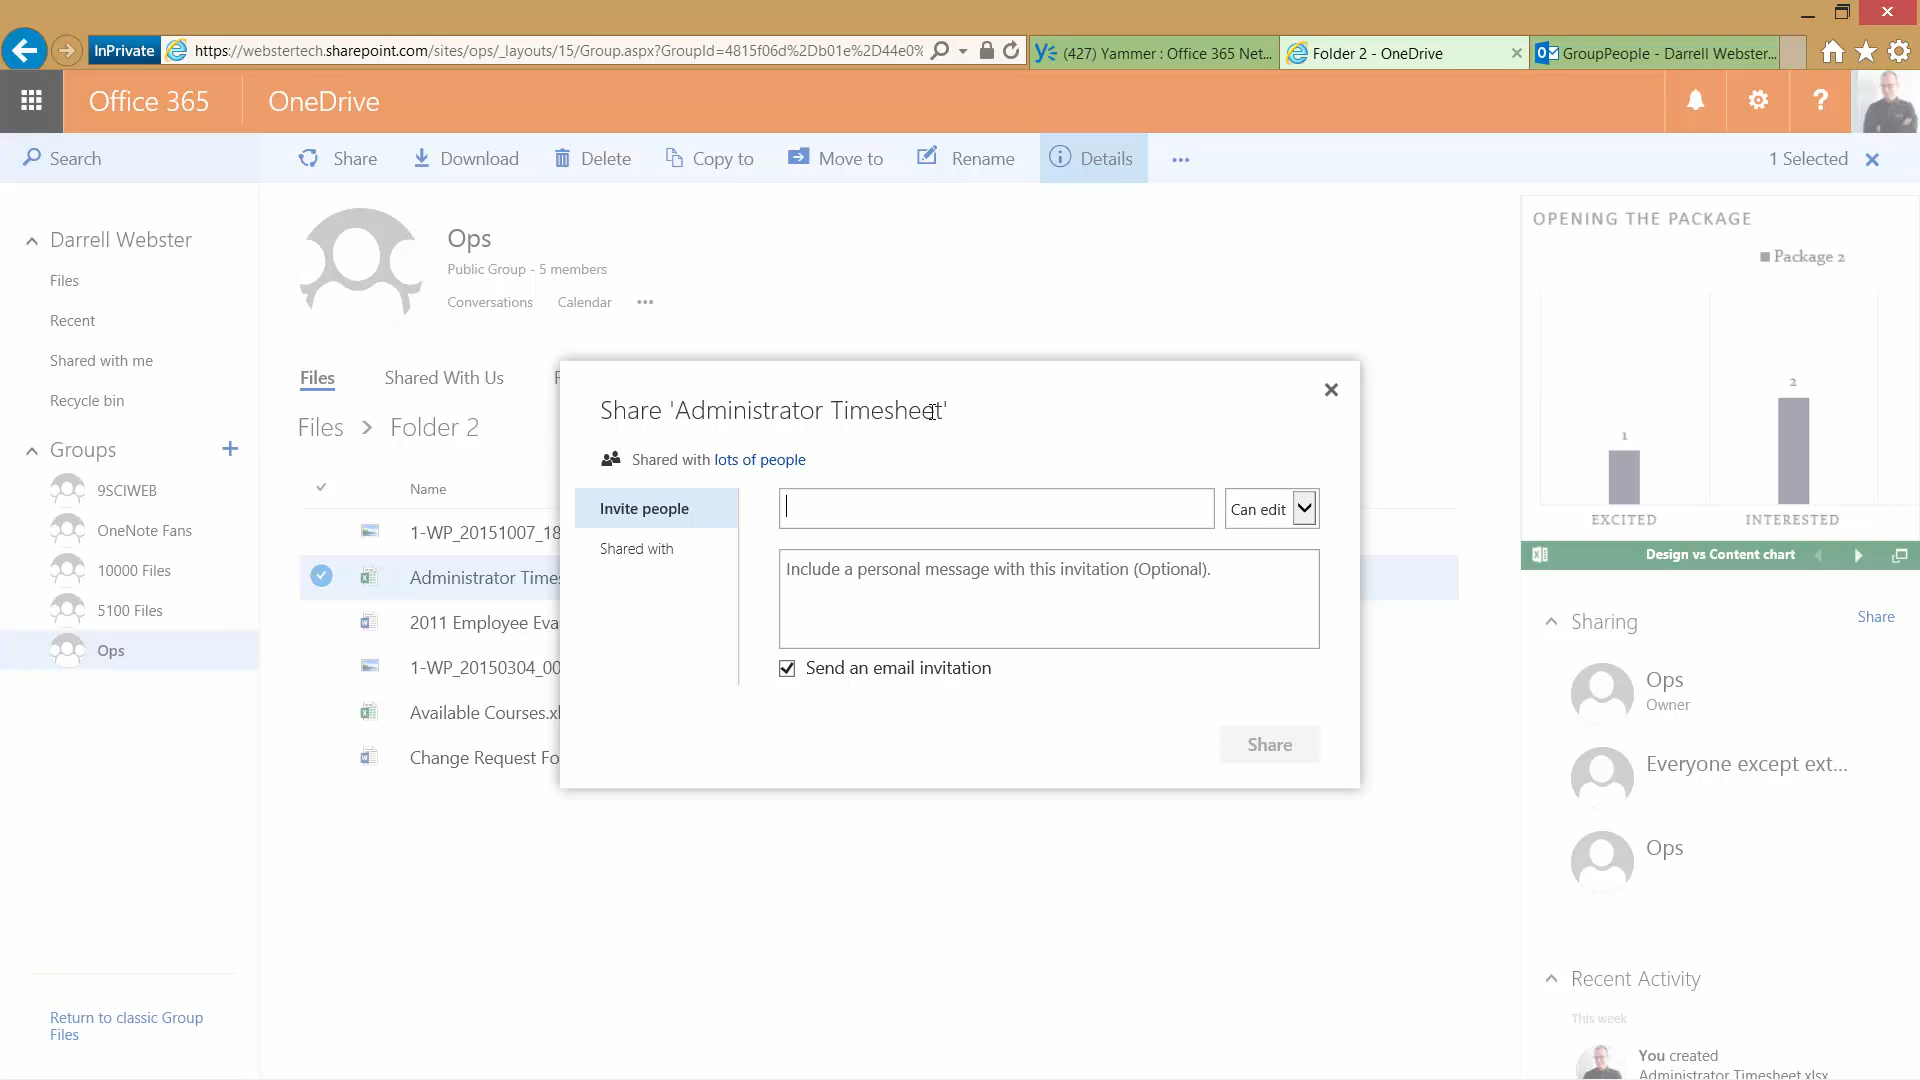 InPrivate
https://webstertech.sharepoint.com/sites/ops/_layouts/15/Group.aspx?GroupId=4815f06d%2Db01e%2D44e0%
(427) Yammer : Office 365 Net...
Folder 2 - OneDrive
GroupPeople - Darrell Webster...
Office 365
OneDrive
?
Search
Share
Download
Delete
Copy to
Move to
Rename
Details
1 Selected
Darrell Webster
Files
Recent
Shared with me
Recycle bin
Groups
9SCIWEB
OneNote Fans
10000 Files
5100 Files
Ops
Return to classic Group
Files
Ops
Public Group - 5 members
Conversations
Calendar
Files
Shared With Us
Files > Folder 2
Name
1-WP_20151007_18
Administrator Time
2011 Employee Eva
1-WP_20150304_00
Available Courses.xl
Change Request Fo
Share 'Administrator Timesheet'
Shared with lots of people
Invite people
Shared with
Can edit
Include a personal message with this invitation (Optional).
Send an email invitation
Share
OPENING THE PACKAGE
Package 2
1
2
EXCITED
INTERESTED
Design vs Content chart
Sharing
Share
Ops
Owner
Everyone except ext...
Ops
Recent Activity
This week
You created
Administrator Timesheet.xlsx